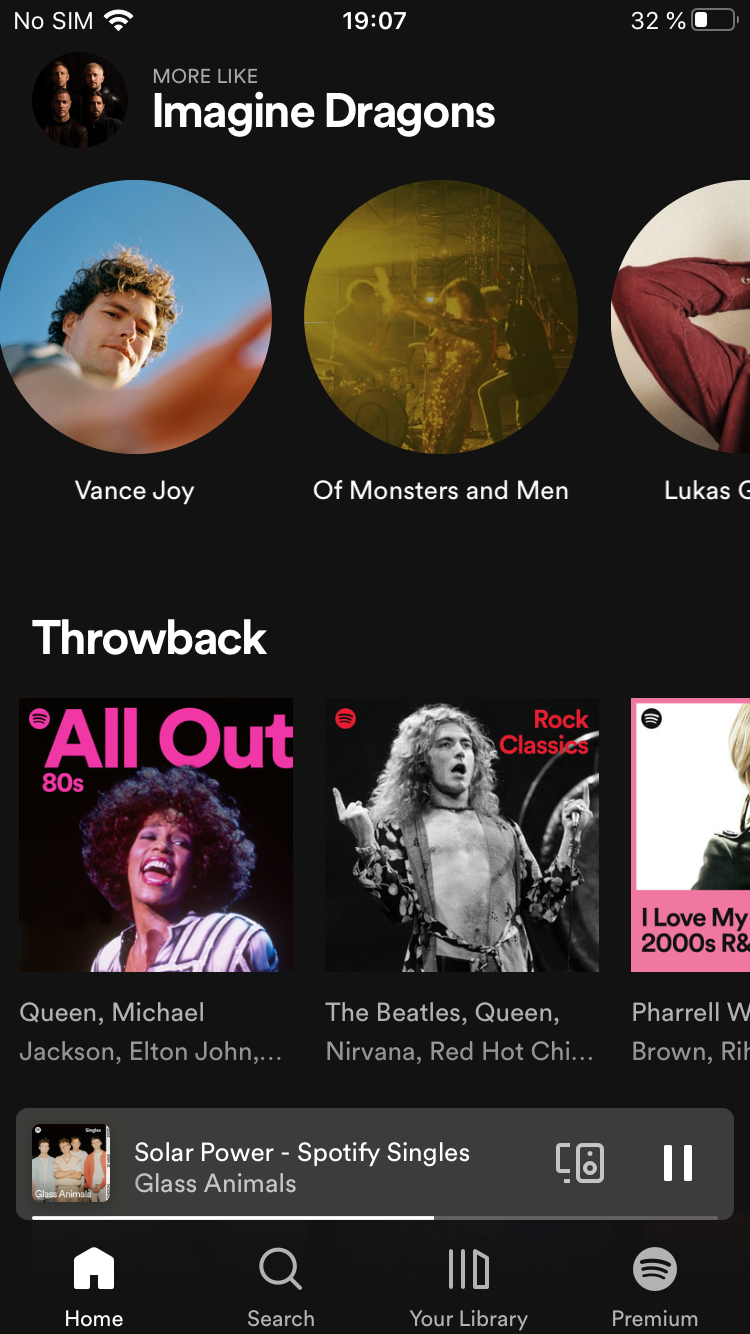 No SIM 19:07 32 %
MORE LIKE
Imagine Dragons
Vance Joy
Of Monsters and Men
Lukas
Throwback
All Out
80s
Rock
Classics
I Love My
2000s
Queen, Michael
Jackson, Elton John,...
The Beatles, Queen,
Nirvana, Red Hot Chi...
Pharrell
Brown,
Singles
Glass Animals
Solar Power - Spotify Singles
Glass Animals
Home
Search
Your Library
Premium